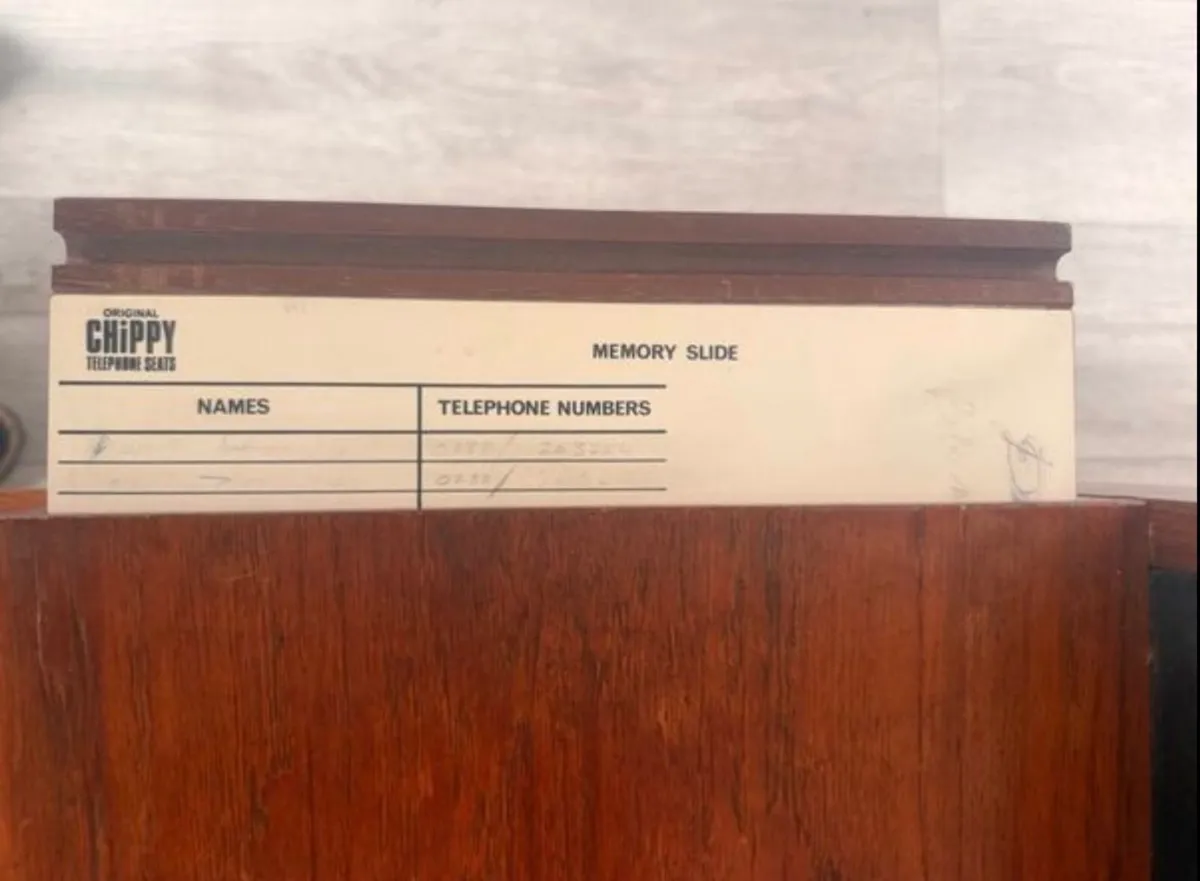 ORIGINAL
CHiPPY
TELEPHONE SEATS
MEMORY SLIDE
NAMES
TELEPHONE NUMBERS